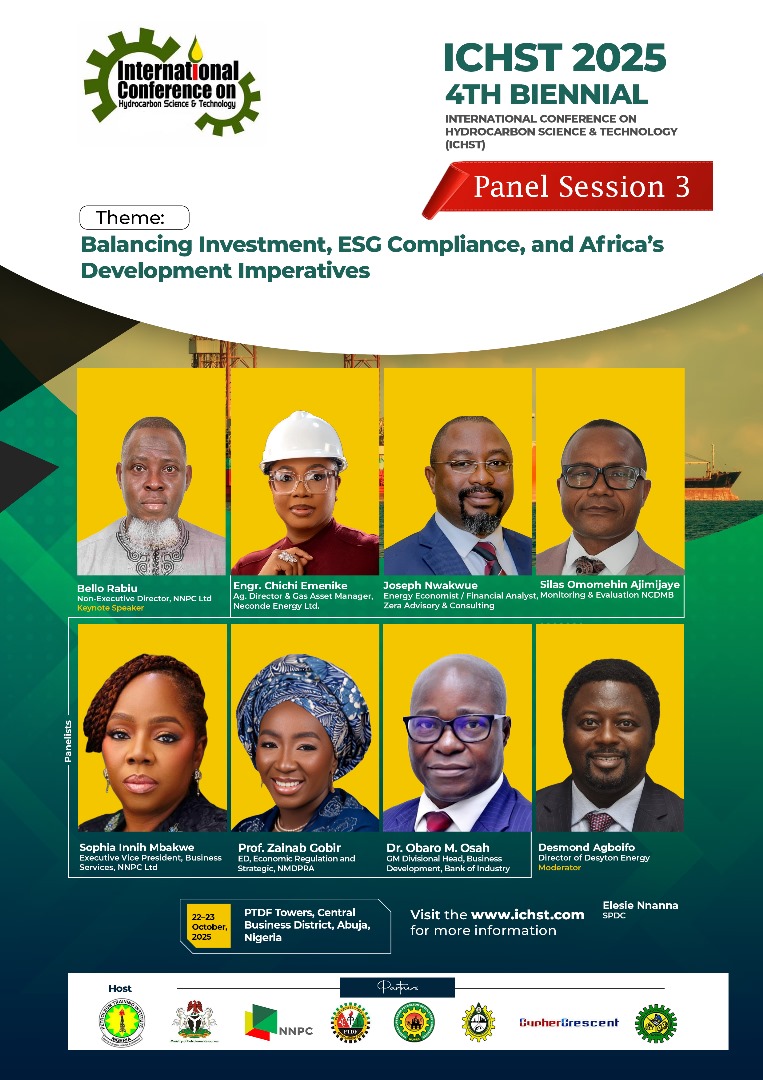 International
Conference on
Hydrocarbon Science & Technology
ICHST 2025
4TH BIENNIAL
INTERNATIONAL CONFERENCE ON
HYDROCARBON SCIENCE & TECHNOLOGY
(ICHST)
Panel Session 3
Theme:
Balancing Investment, ESG Compliance, and Africa's
Development Imperatives
Bello Rabiu
Non-Executive Director, NNPC Ltd
Keynote Speaker
Engr. Chichi Emenike
Ag. Director & Gas Asset Manager,
Neconde Energy Ltd.
Joseph Nwakwue
Energy Economist / Financial Analyst,
Zera Advisory & Consulting
Silas Omomehin Ajimijaye
Monitoring & Evaluation NCDMB
Panelists
Sophia Innih Mbakwe
Executive Vice President, Business
Services, NNPC Ltd
Prof. Zainab Gobir
ED, Economic Regulation and
Strategic, NMDPRA
Dr. Obaro M. Osah
GM Divisional Head, Business
Development, Bank of Industry
Desmond Agboifo
Director of Desyton Energy
Moderator
22–23
October,
2025
PTDF Towers, Central
Business District, Abuja,
Nigeria
Visit the www.ichst.com
for more information
Elesie Nnanna
SPDC
Host
Partners
NNPC
PTDF
CypherCrescent